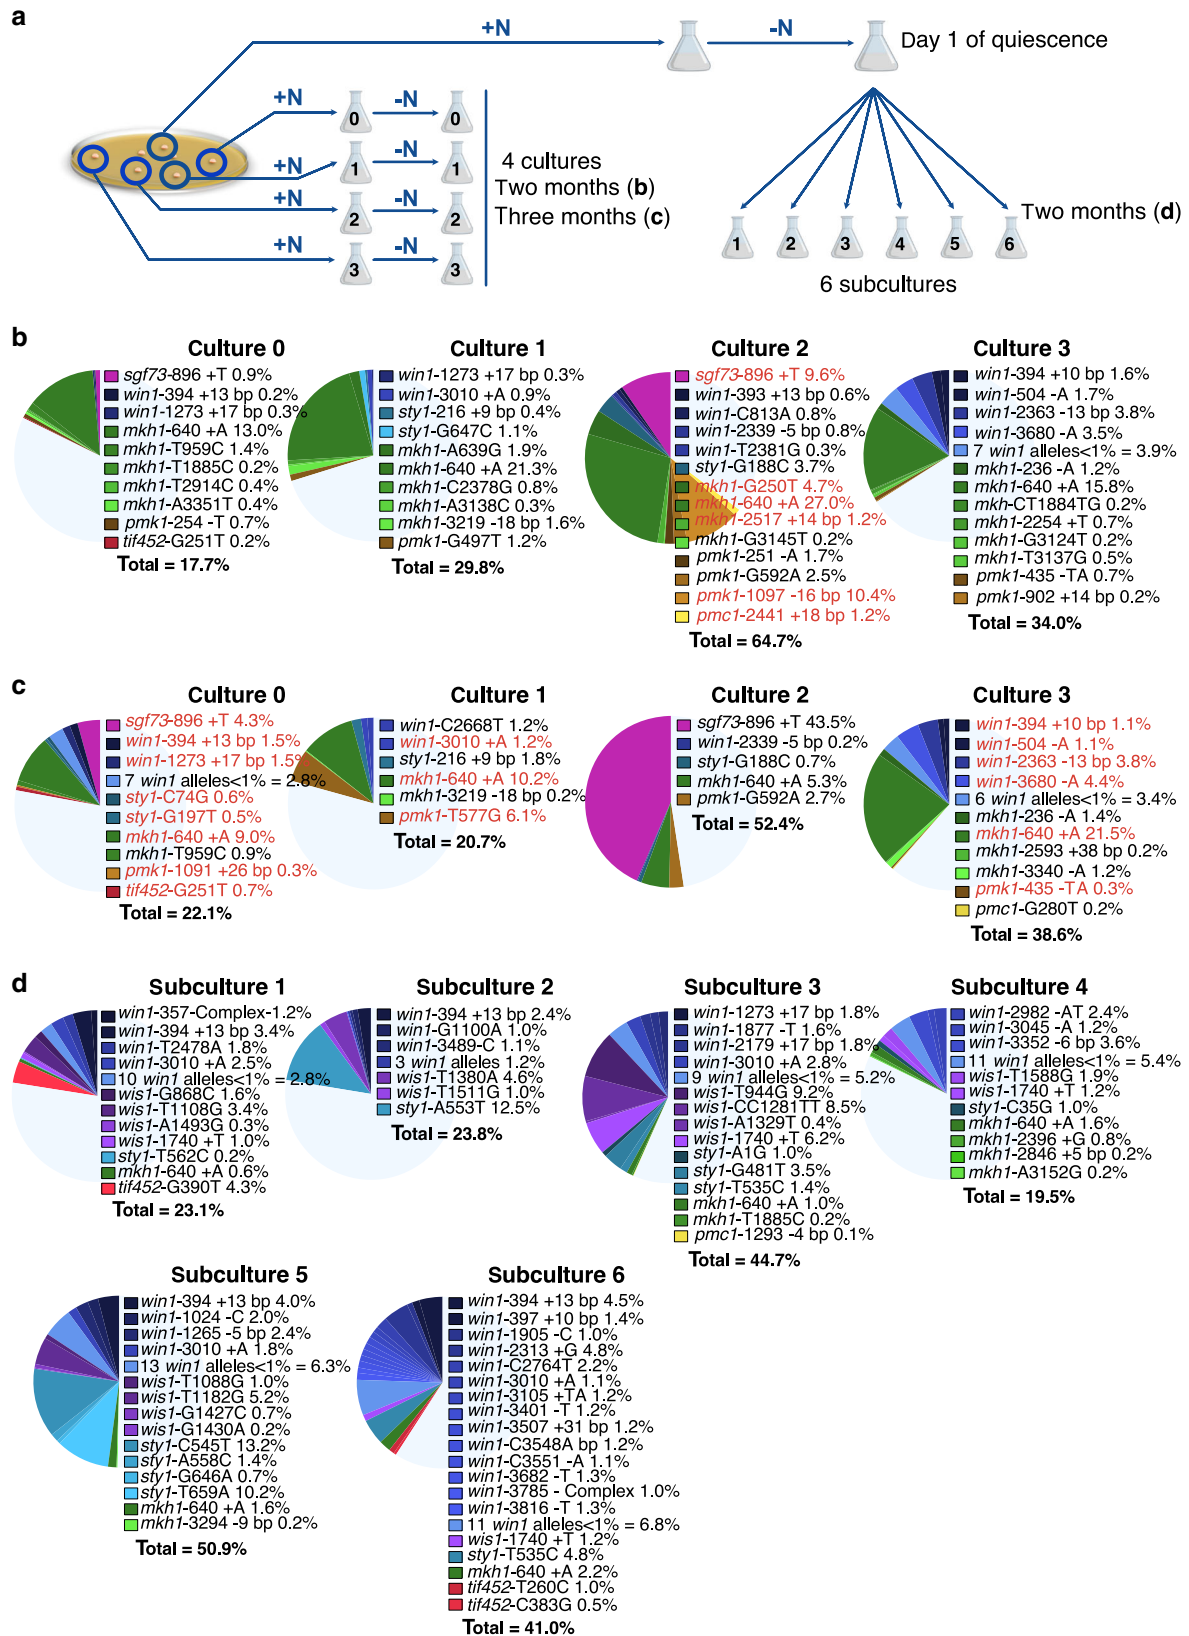 a
+N
-N
Day 1 of quiescence
+N
-N
0
0
+N
-N
1
1
+N
-N
2
2
+N
-N
3
3
4 cultures
Two months (b)
Three months (c)
1
2
3
4
5
6
Two months (d)
6 subcultures
b
Culture 0
sgf73-896 +T 0.9%
win1-394 +13 bp 0.2%
win1-1273 +17 bp 0.3%
mkh1-640 +A 13.0%
mkh1-T959C 1.4%
mkh1-T1885C 0.2%
mkh1-T2914C 0.4%
mkh1-A3351T 0.4%
pmk1-254 -T 0.7%
tif452-G251T 0.2%
Total = 17.7%
Culture 1
win1-1273 +17 bp 0.3%
win1-3010 +A 0.9%
sty1-216 +9 bp 0.4%
sty1-G647C 1.1%
mkh1-A639G 1.9%
mkh1-640 +A 21.3%
mkh1-C2378G 0.8%
mkh1-A3138C 0.3%
mkh1-3219 -18 bp 1.6%
pmk1-G497T 1.2%
Total = 29.8%
Culture 2
sgf73-896 +T 9.6%
win1-393 +13 bp 0.6%
win1-C813A 0.8%
win1-2339 -5 bp 0.8%
win1-T2381G 0.3%
sty1-G188C 3.7%
mkh1-G250T 4.7%
mkh1-640 +A 27.0%
mkh1-2517 +14 bp 1.2%
mkh1-G3145T 0.2%
pmk1-251 -A 1.7%
pmk1-G592A 2.5%
pmk1-1097 -16 bp 10.4%
pmc1-2441 +18 bp 1.2%
Total = 64.7%
Culture 3
win1-394 +10 bp 1.6%
win1-504 -A 1.7%
win1-2363 -13 bp 3.8%
win1-3680 -A 3.5%
7 win1 alleles<1% = 3.9%
mkh1-236 -A 1.2%
mkh1-640 +A 15.8%
mkh-CT1884TG 0.2%
mkh1-2254 +T 0.7%
mkh1-G3124T 0.2%
mkh1-T3137G 0.5%
pmk1-435 -TA 0.7%
pmk1-902 +14 bp 0.2%
Total = 34.0%
c
Culture 0
sgf73-896 +T 4.3%
win1-394 +13 bp 1.5%
win1-1273 +17 bp 1.5%
7 win1 alleles<1% = 2.8%
sty1-C74G 0.6%
sty1-G197T 0.5%
mkh1-640 +A 9.0%
mkh1-T959C 0.9%
pmk1-1091 +26 bp 0.3%
tif452-G251T 0.7%
Total = 22.1%
Culture 1
win1-C2668T 1.2%
win1-3010 +A 1.2%
sty1-216 +9 bp 1.8%
mkh1-640 +A 10.2%
mkh1-3219 -18 bp 0.2%
pmk1-T577G 6.1%
Total = 20.7%
Culture 2
sgf73-896 +T 43.5%
win1-2339 -5 bp 0.2%
sty1-G188C 0.7%
mkh1-640 +A 5.3%
pmk1-G592A 2.7%
Total = 52.4%
Culture 3
win1-394 +10 bp 1.1%
win1-504 -A 1.1%
win1-2363 -13 bp 3.8%
win1-3680 -A 4.4%
6 win1 alleles<1% = 3.4%
mkh1-236 -A 1.4%
mkh1-640 +A 21.5%
mkh1-2593 +38 bp 0.2%
mkh1-3340 -A 1.2%
pmk1-435 -TA 0.3%
pmc1-G280T 0.2%
Total = 38.6%
d
Subculture 1
win1-357-Complex-1.2%
win1-394 +13 bp 3.4%
win1-T2478A 1.8%
win1-3010 +A 2.5%
10 win1 alleles<1% = 2.8%
wis1-G868C 1.6%
wis1-T1108G 3.4%
wis1-A1493G 0.3%
wis1-1740 +T 1.0%
sty1-T562C 0.2%
mkh1-640 +A 0.6%
tif452-G390T 4.3%
Total = 23.1%
Subculture 2
win1-394 +13 bp 2.4%
win1-G1100A 1.0%
win1-3489-C 1.1%
3 win1 alleles 1.2%
wis1-T1380A 4.6%
wis1-T1511G 1.0%
sty1-A553T 12.5%
Total = 23.8%
Subculture 3
win1-1273 +17 bp 1.8%
win1-1877 -T 1.6%
win1-2179 +17 bp 1.8%
win1-3010 +A 2.8%
9 win1 alleles<1% = 5.2%
wis1-T944G 9.2%
wis1-CC1281TT 8.5%
wis1-A1329T 0.4%
wis1-1740 +T 6.2%
sty1-A1G 1.0%
sty1-G481T 3.5%
sty1-T535C 1.4%
mkh1-640 +A 1.0%
mkh1-T1885C 0.2%
pmc1-1293 -4 bp 0.1%
Total = 44.7%
Subculture 4
win1-2982 -AT 2.4%
win1-3045 -A 1.2%
win1-3352 -6 bp 3.6%
11 win1 alleles<1% = 5.4%
wis1-T1588G 1.9%
wis1-1740 +T 1.2%
sty1-C35G 1.0%
mkh1-640 +A 1.6%
mkh1-2396 +G 0.8%
mkh1-2846 +5 bp 0.2%
mkh1-A3152G 0.2%
Total = 19.5%
Subculture 5
win1-394 +13 bp 4.0%
win1-1024 -C 2.0%
win1-1265 -5 bp 2.4%
win1-3010 +A 1.8%
13 win1 alleles<1% = 6.3%
wis1-T1088G 1.0%
wis1-T1182G 5.2%
wis1-G1427C 0.7%
wis1-G1430A 0.2%
sty1-C545T 13.2%
sty1-A558C 1.4%
sty1-G646A 0.7%
sty1-T659A 10.2%
mkh1-640 +A 1.6%
mkh1-3294 -9 bp 0.2%
Total = 50.9%
Subculture 6
win1-394 +13 bp 4.5%
win1-397 +10 bp 1.4%
win1-1905 -C 1.0%
win1-2313 +G 4.8%
win1-C2764T 2.2%
win1-3010 +A 1.1%
win1-3105 +TA 1.2%
win1-3401 -T 1.2%
win1-3507 +31 bp 1.2%
win1-C3548A bp 1.2%
win1-C3551 -A 1.1%
win1-3682 -T 1.3%
win1-3785 - Complex 1.0%
win1-3816 -T 1.3%
11 win1 alleles<1% = 6.8%
wis1-1740 +T 1.2%
sty1-T535C 4.8%
mkh1-640 +A 2.2%
tif452-T260C 1.0%
tif452-C383G 0.5%
Total = 41.0%